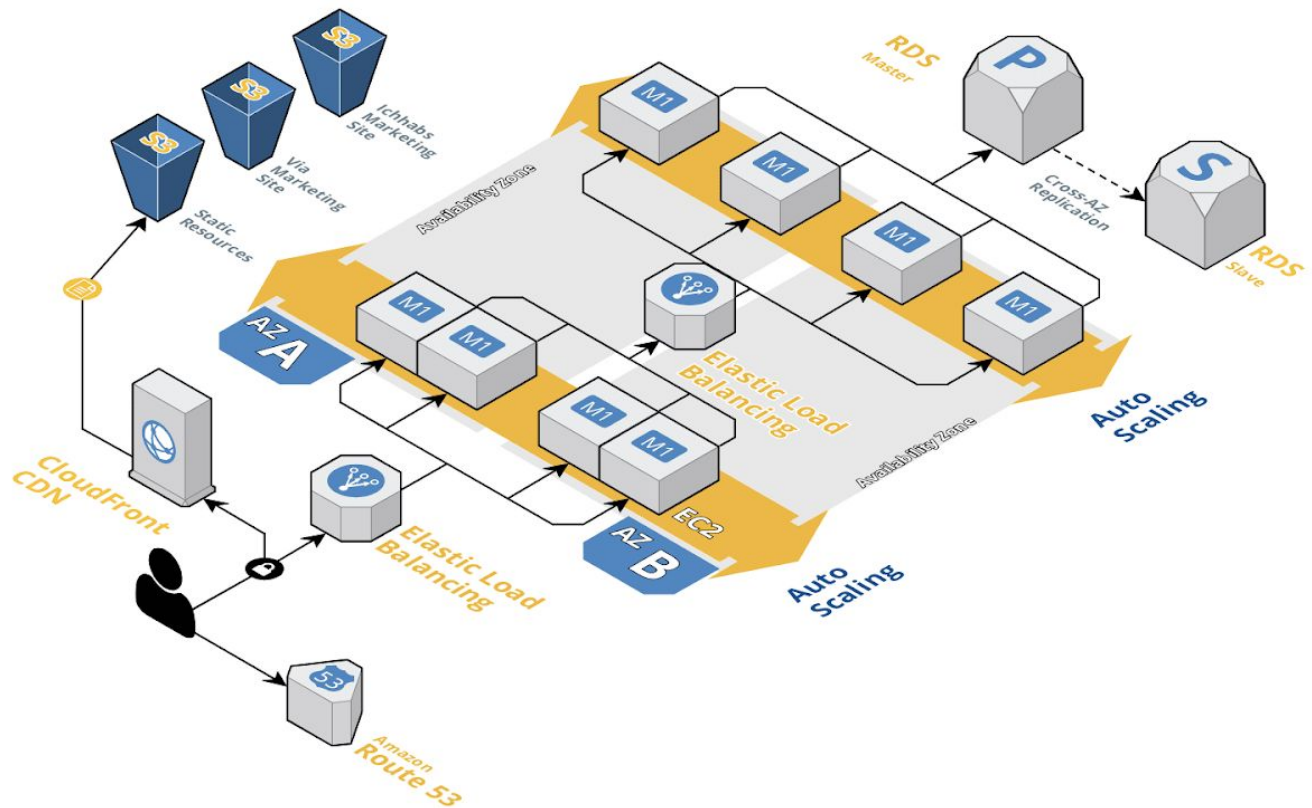 S3
Ichhabs
Marketing
Site
S3
Via
Marketing
Site
S3
Static
Resources
RDS
Master
P
S
Cross-AZ
Replication
RDS
Slave
M1
M1
M1
M1
Availability Zone
Availability Zone
Auto
Scaling
Elastic Load
Balancing
M1
M1
M1
M1
AZ
A
EC2
AZ
B
Auto
Scaling
CloudFront
CDN
Elastic Load
Balancing
53
Amazon
Route 53